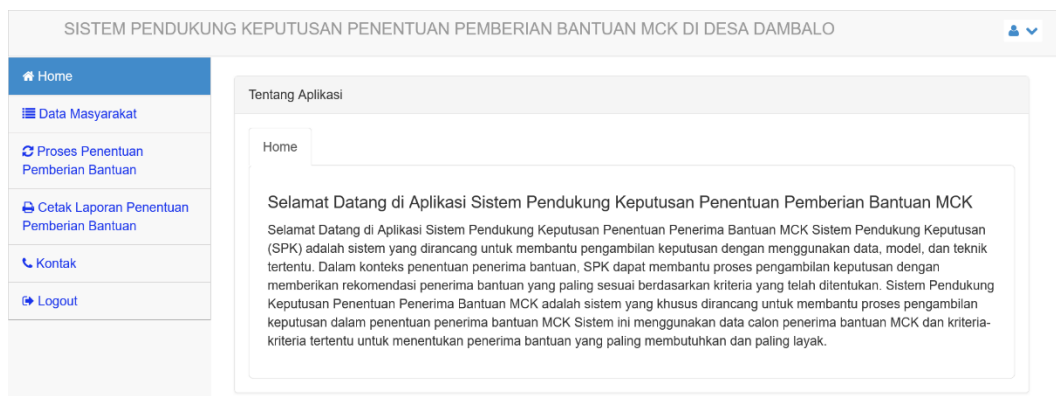 SISTEM PENDUKUNG KEPUTUSAN PENENTUAN PEMBERIAN BANTUAN MCK DI DESA DAMBALO
Home
Data Masyarakat
Proses Penentuan
Pemberian Bantuan
Cetak Laporan Penentuan
Pemberian Bantuan
Kontak
Logout
Tentang Aplikasi
Home
Selamat Datang di Aplikasi Sistem Pendukung Keputusan Penentuan Pemberian Bantuan MCK
Selamat Datang di Aplikasi Sistem Pendukung Keputusan Penentuan Penerima Bantuan MCK Sistem Pendukung Keputusan
(SPK) adalah sistem yang dirancang untuk membantu pengambilan keputusan dengan menggunakan data, model, dan teknik
tertentu. Dalam konteks penentuan penerima bantuan, SPK dapat membantu proses pengambilan keputusan dengan
memberikan rekomendasi penerima bantuan yang paling sesuai berdasarkan kriteria yang telah ditentukan. Sistem Pendukung
Keputusan Penentuan Penerima Bantuan MCK adalah sistem yang khusus dirancang untuk membantu proses pengambilan
keputusan dalam penentuan penerima bantuan MCK Sistem ini menggunakan data calon penerima bantuan MCK dan kriteria-
kriteria tertentu untuk menentukan penerima bantuan yang paling membutuhkan dan paling layak.